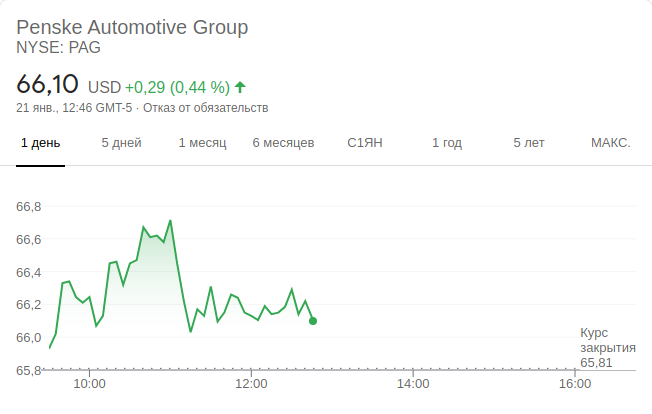 Penske Automotive Group
NYSE: PAG
66,10 USD +0,29 (0,44 %)
21 янв., 12:46 GMT-5 · Отказ от обязательств
1 день 5 дней 1 месяц 6 месяцев С1ЯН 1 год 5 лет МАКС.
66,8
66,6
66,4
66,2
66,0
65,8
Курс
закрытия
65,81
10:00 12:00 14:00 16:00